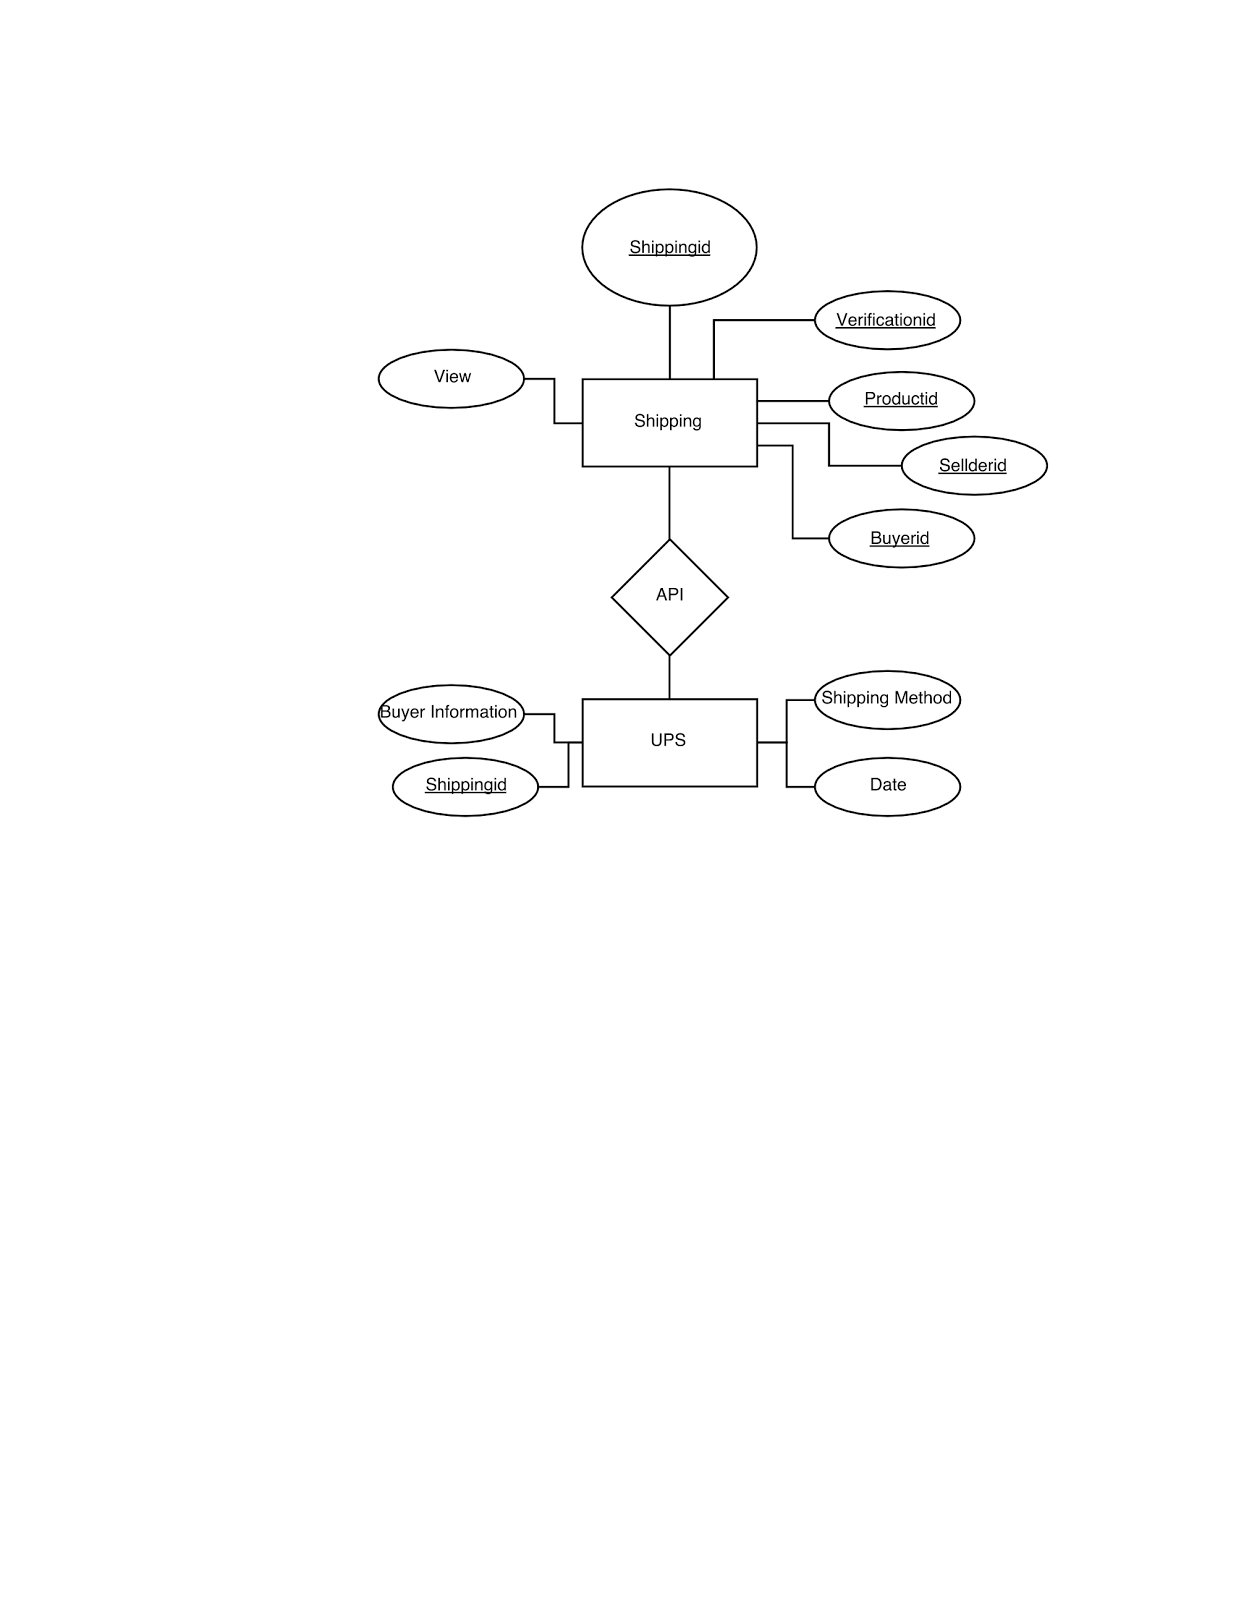 Shippingid
Verificationid
View
Productid
Shipping
Sellderid
Buyerid
API
Shipping Method
Buyer Information
UPS
Shippingid
Date